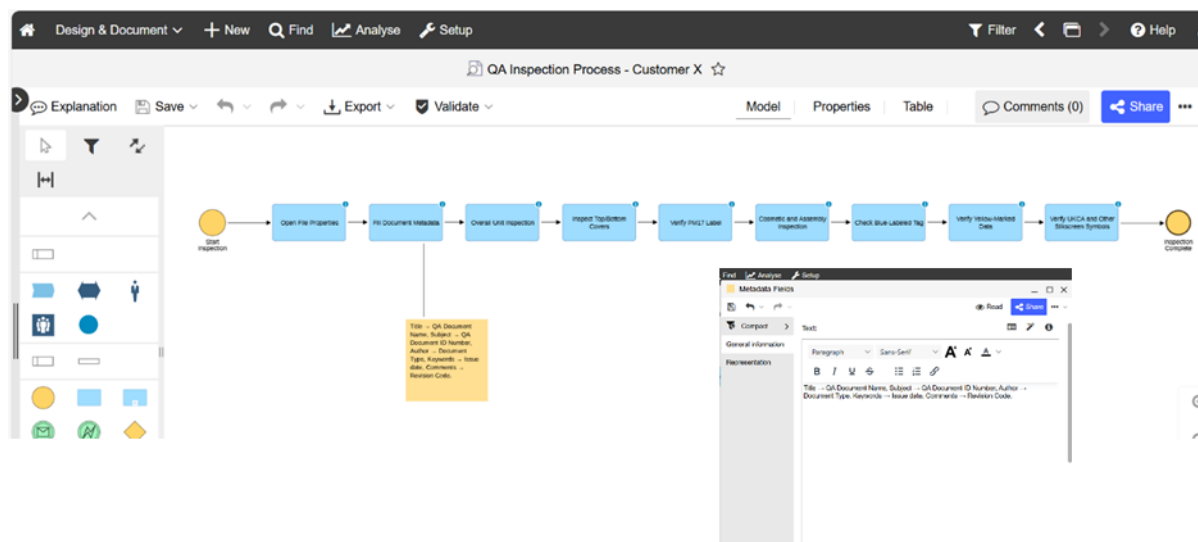 Design & Document
New
Find
Analyse
Setup
Filter
Help
QA Inspection Process - Customer X
Explanation
Save
Export
Validate
Model
Properties
Table
Comments (0)
Share
Start
Inspection
Open File Properties
Fill Document Metadata
Overall Unit Inspection
Inspect Top/Bottom
Covers
Verify PM17 Label
Cosmetic and Assembly
Inspection
Check Blue-Labeled Tag
Verify Yellow-Marked
Data
Verify UKCA and Other
Silkscreen Symbols
Inspection
Complete
Title → QA Document
Name, Subject → QA
Document ID Number,
Author → Document
Type, Keywords → Issue
date, Comments →
Revision Code.
Find
Analyse
Setup
Metadata Fields
Read
Share
Compact
Text:
General information
Representation
Paragraph
Sans-Serif
A
A
A
B
I
U
S
Title → QA Document Name, Subject → QA Document ID Number, Author →
Document Type, Keywords → Issue date, Comments → Revision Code.